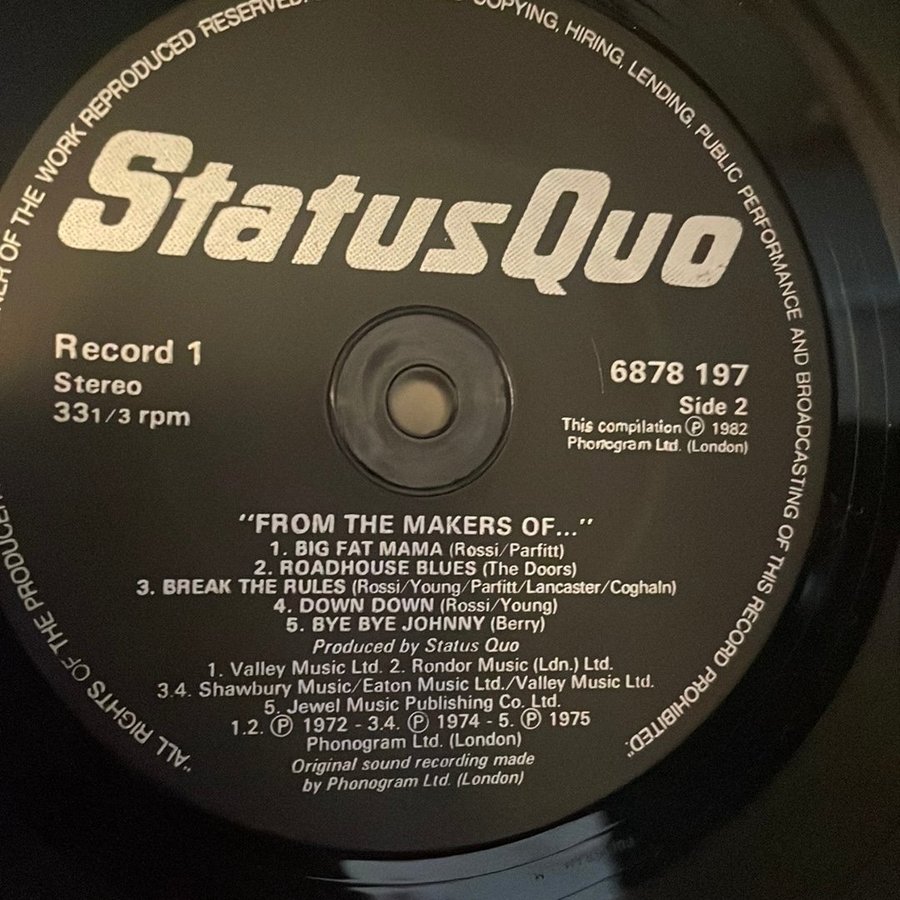 OF THE WORK REPRODUCED RESERVED. COPYING, HIRING, LENDING, PUBLIC PERFORMANCE AND BROADCASTING OF THIS RECORD PROHIBITED."
Status Quo
Record 1
Stereo
33 1/3 rpm
6878 197
Side 2
This compilation ℗ 1982
Phonogram Ltd. (London)
"FROM THE MAKERS OF..."
1. BIG FAT MAMA (Rossi/Parfitt)
2. ROADHOUSE BLUES (The Doors)
3. BREAK THE RULES (Rossi/Young/Parfitt/Lancaster/Coghaln)
4. DOWN DOWN (Rossi/Young)
5. BYE BYE JOHNNY (Berry)
Produced by Status Quo
1. Valley Music Ltd. 2. Rondor Music (Ldn.) Ltd.
3.4. Shawbury Music/Eaton Music Ltd./Valley Music Ltd.
5. Jewel Music Publishing Co. Ltd.
1.2. ℗ 1972 - 3.4. ℗ 1974 - 5. ℗ 1975
Phonogram Ltd. (London)
Original sound recording made
by Phonogram Ltd. (London)
"ALL RIGHTS OF THE PRODUCER